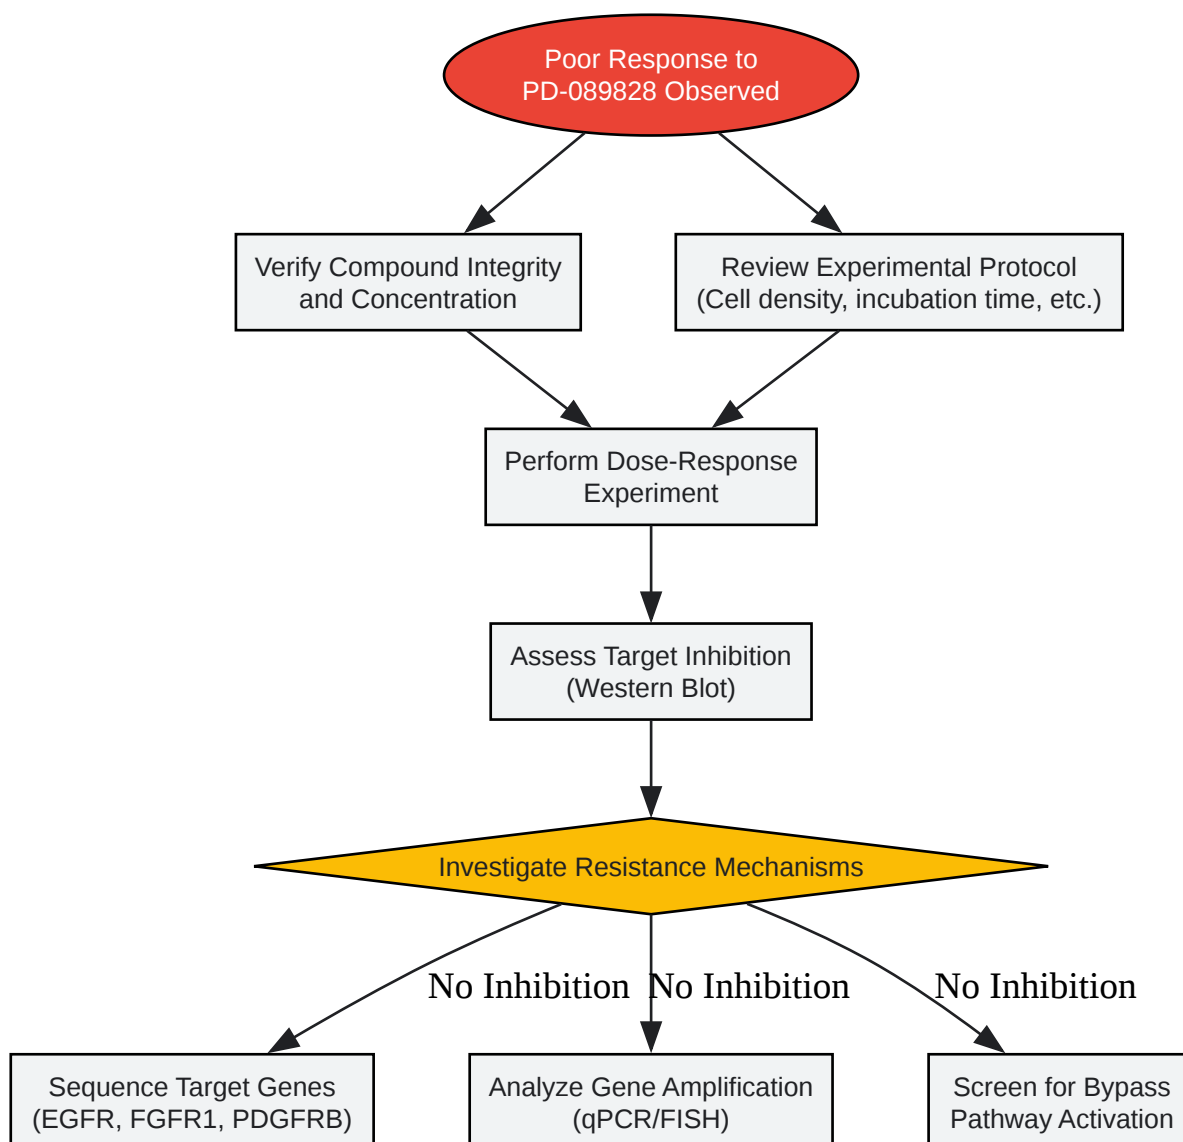 Poor Response to
PD-089828 Observed
Verify Compound Integrity
and Concentration
Review Experimental Protocol
(Cell density, incubation time, etc.)
Perform Dose-Response
Experiment
Assess Target Inhibition
(Western Blot)
Investigate Resistance Mechanisms
No Inhibition
No Inhibition
No Inhibition
Sequence Target Genes
(EGFR, FGFR1, PDGFRB)
Analyze Gene Amplification
(qPCR/FISH)
Screen for Bypass
Pathway Activation